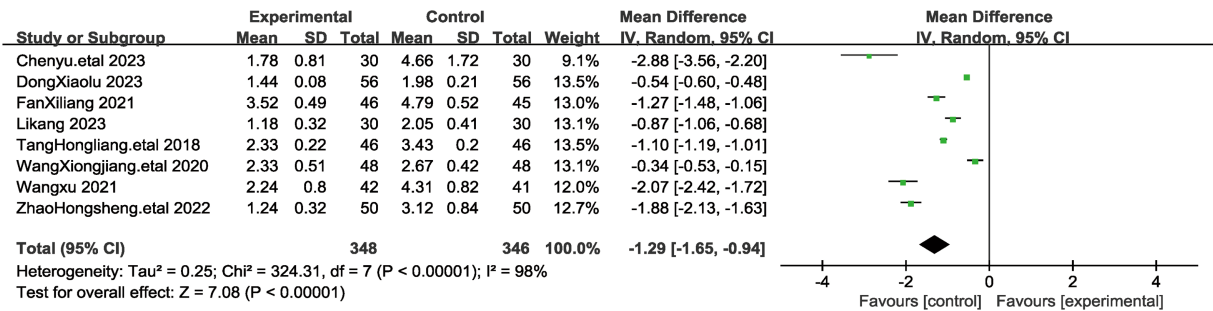 Experimental Control Mean Difference Mean Difference
Study or Subgroup Mean SD Total Mean SD Total Weight IV, Random, 95% CI IV, Random, 95% CI
Chenyu.etal 2023 1.78 0.81 30 4.66 1.72 30 9.1% -2.88 [-3.56, -2.20]
DongXiaolu 2023 1.44 0.08 56 1.98 0.21 56 13.5% -0.54 [-0.60, -0.48]
FanXiliang 2021 3.52 0.49 46 4.79 0.52 45 13.0% -1.27 [-1.48, -1.06]
Likang 2023 1.18 0.32 30 2.05 0.41 30 13.1% -0.87 [-1.06, -0.68]
TangHongliang.etal 2018 2.33 0.22 46 3.43 0.2 46 13.5% -1.10 [-1.19, -1.01]
WangXiongjiang.etal 2020 2.33 0.51 48 2.67 0.42 48 13.1% -0.34 [-0.53, -0.15]
Wangxu 2021 2.24 0.8 42 4.31 0.82 41 12.0% -2.07 [-2.42, -1.72]
ZhaoHongsheng.etal 2022 1.24 0.32 50 3.12 0.84 50 12.7% -1.88 [-2.13, -1.63]
Total (95% CI) 348 346 100.0% -1.29 [-1.65, -0.94]
Heterogeneity: Tau² = 0.25; Chi² = 324.31, df = 7 (P < 0.00001); I² = 98%
Test for overall effect: Z = 7.08 (P < 0.00001)
-4 -2 0 2 4
Favours [control] Favours [experimental]